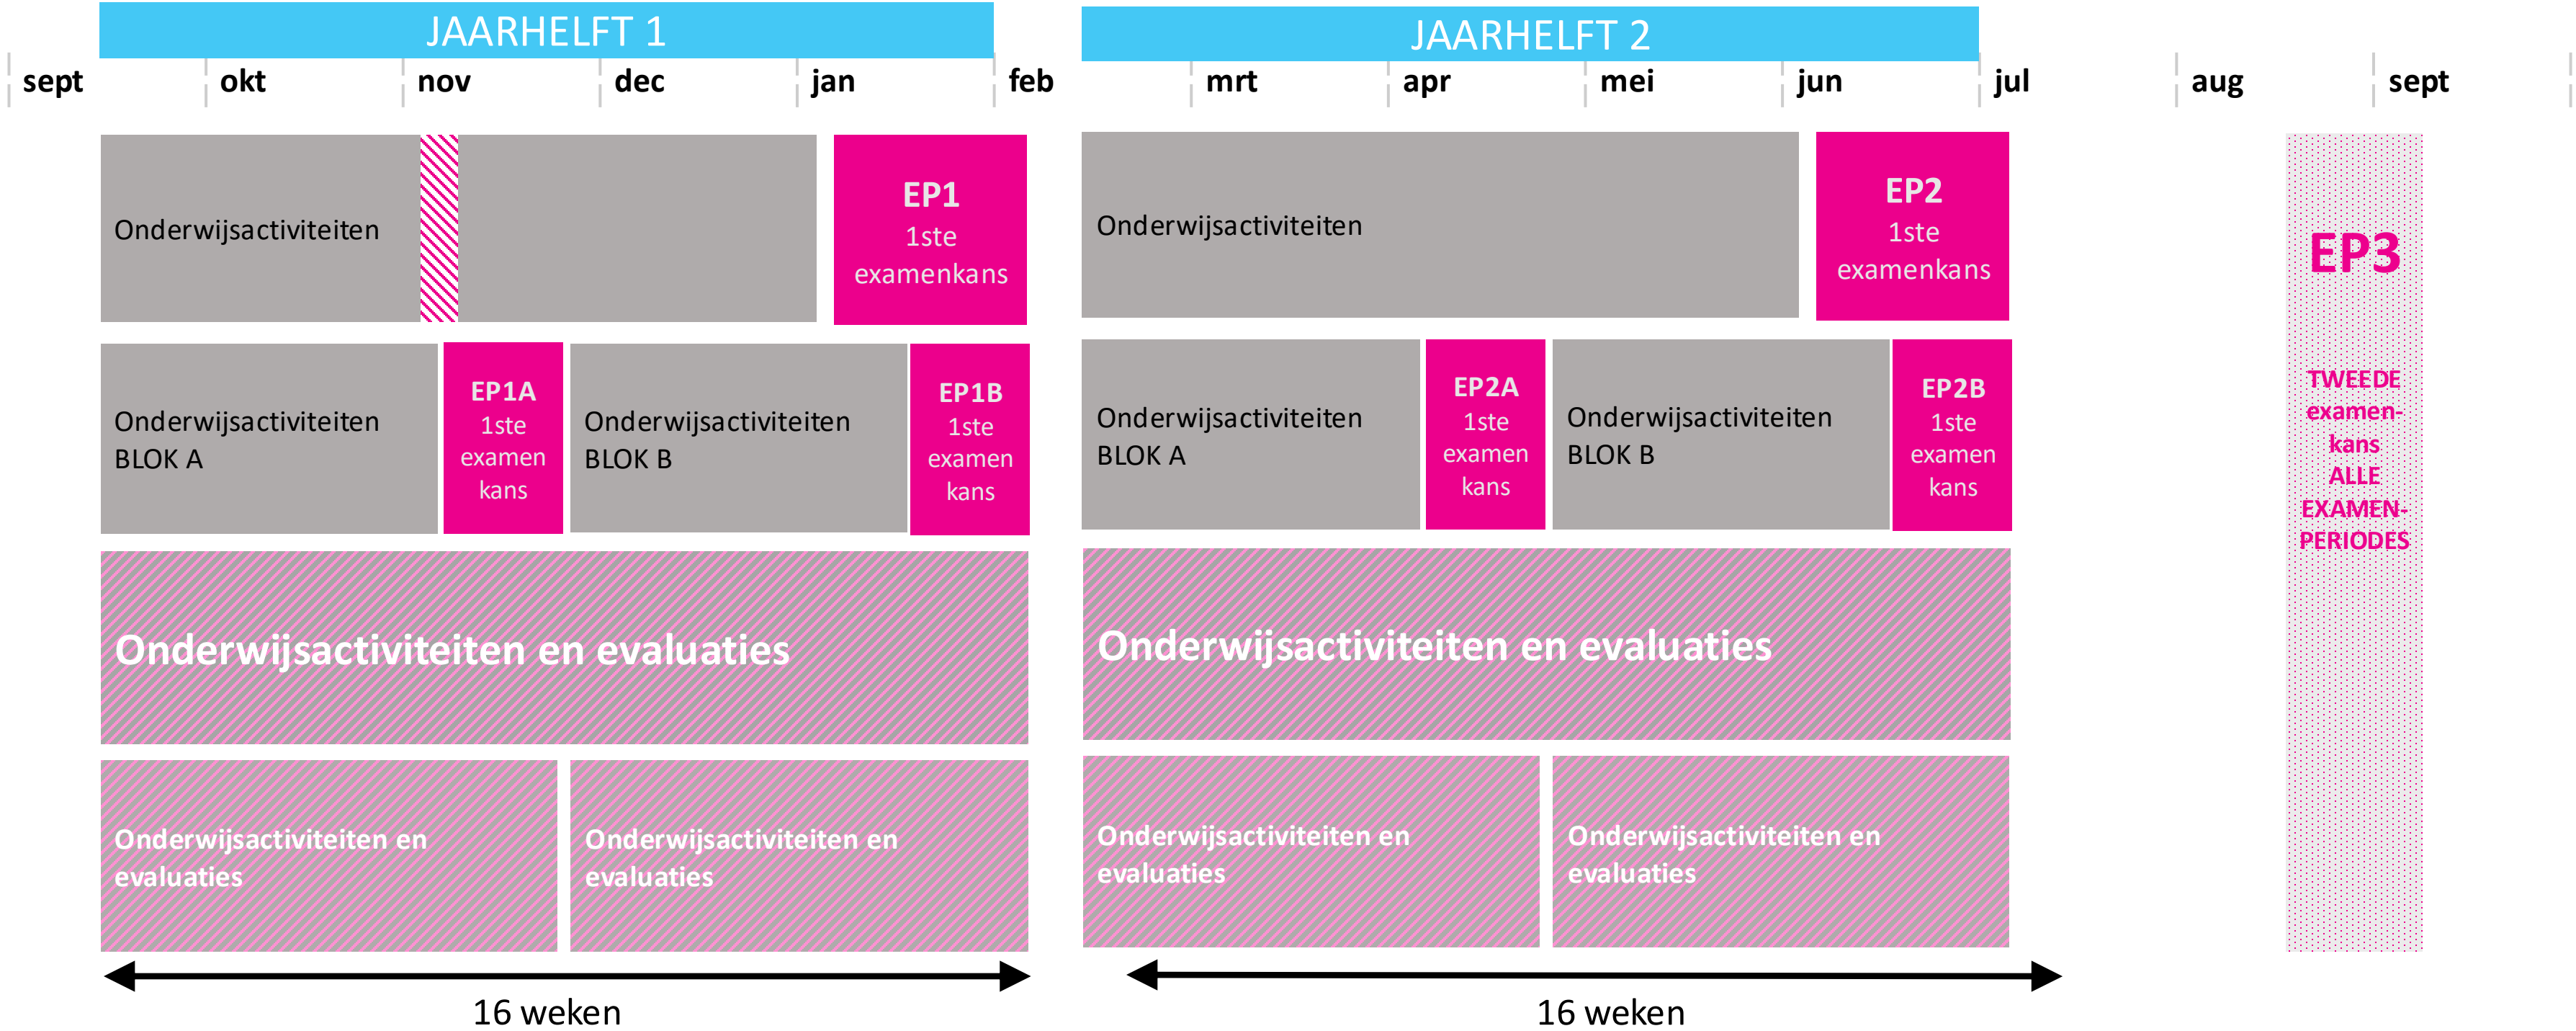 JAARHELFT 1
JAARHELFT 2
sept okt nov dec jan feb mrt apr mei jun jul aug sept
Onderwijsactiviteiten
EP1
1ste
examenkans
Onderwijsactiviteiten
EP2
1ste
examenkans
EP3
TWEEDE
examen-
kans
ALLE
EXAMEN-
PERIODES
Onderwijsactiviteiten
BLOK A
EP1A
1ste
examen
kans
Onderwijsactiviteiten
BLOK B
EP1B
1ste
examen
kans
Onderwijsactiviteiten
BLOK A
EP2A
1ste
examen
kans
Onderwijsactiviteiten
BLOK B
EP2B
1ste
examen
kans
Onderwijsactiviteiten en evaluaties
Onderwijsactiviteiten en evaluaties
Onderwijsactiviteiten en
evaluaties
Onderwijsactiviteiten en
evaluaties
Onderwijsactiviteiten en
evaluaties
Onderwijsactiviteiten en
evaluaties
16 weken
16 weken